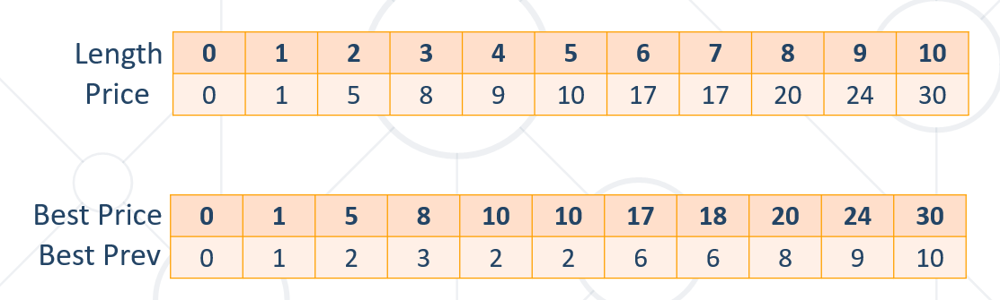 Length 0 1 2 3 4 5 6 7 8 9 10
Price 0 1 5 8 9 10 17 17 20 24 30
Best Price 0 1 5 8 10 10 17 18 20 24 30
Best Prev 0 1 2 3 2 2 6 6 8 9 10